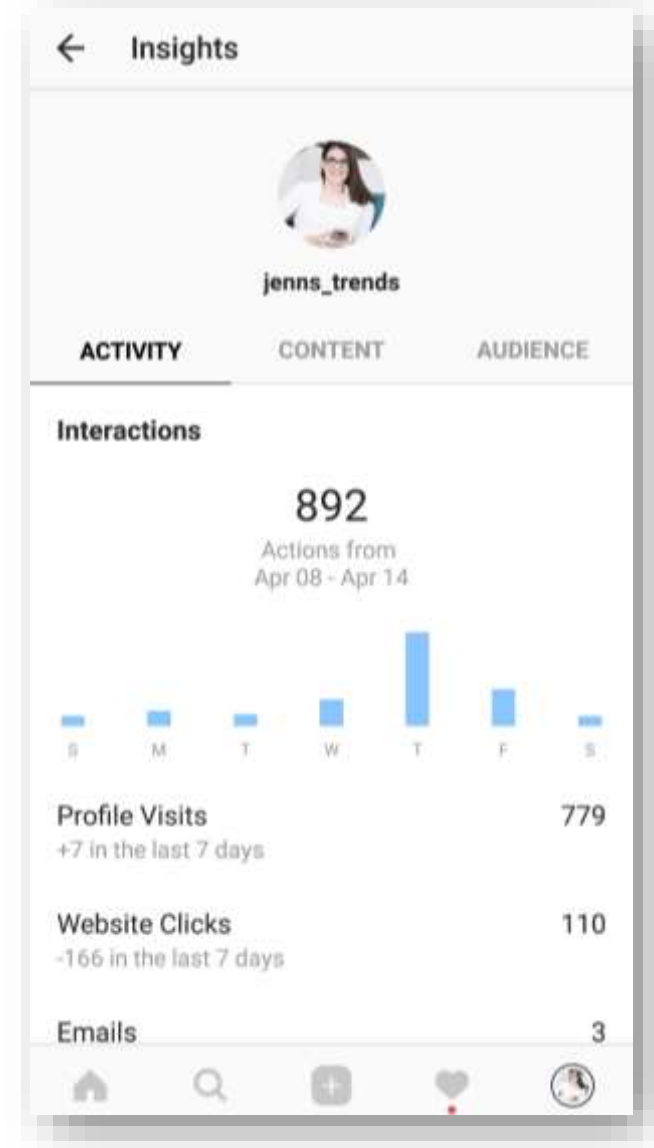 Insights
jenns_trends
ACTIVITY CONTENT AUDIENCE
Interactions
892
Actions from
Apr 08 - Apr 14
S M T W T F S
Profile Visits 779
+7 in the last 7 days
Website Clicks 110
-166 in the last 7 days
Emails 3